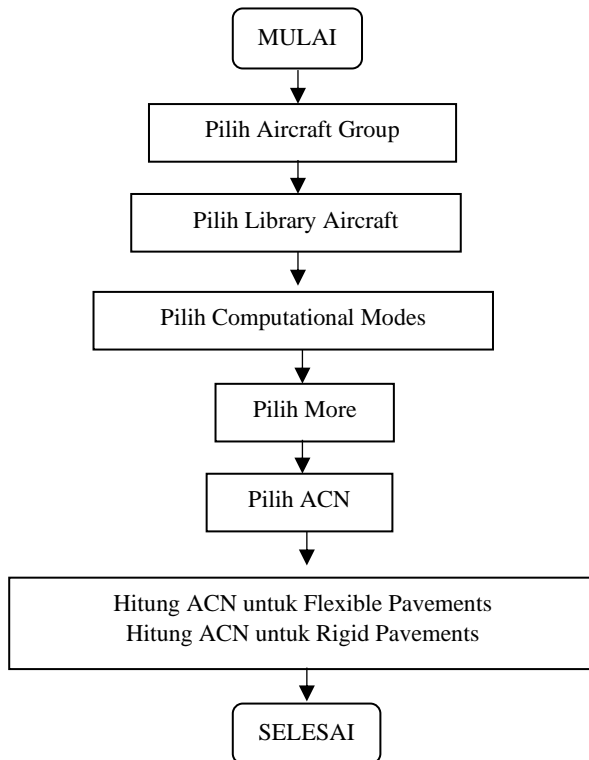 MULAI
Pilih Aircraft Group
Pilih Library Aircraft
Pilih Computational Modes
Pilih More
Pilih ACN
Hitung ACN untuk Flexible Pavements
Hitung ACN untuk Rigid Pavements
SELESAI